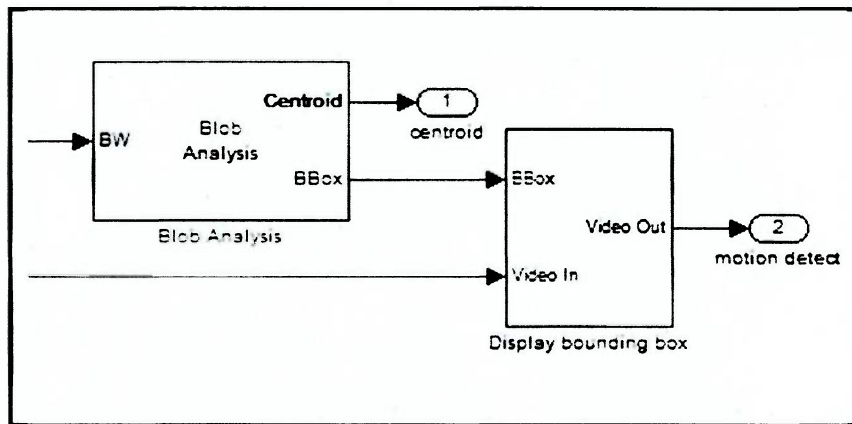 Centroid
1
centroid
BW
Blob
Analysis
BBox
Blob Analysis
BBox
Video Out
2
motion detect
Video In
Display bounding box